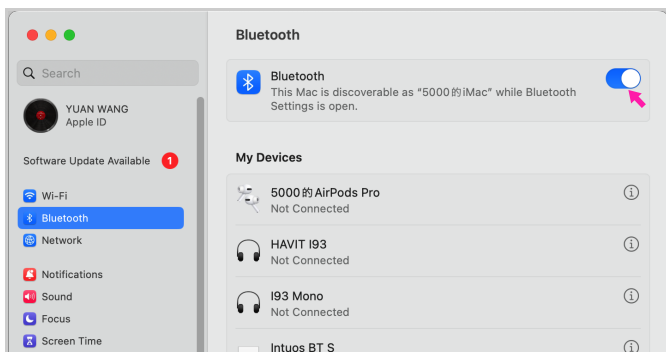 Bluetooth
Search
YUAN WANG
Apple ID
Software Update Available 1
Wi-Fi
Bluetooth
Network
Notifications
Sound
Focus
Screen Time
Bluetooth
This Mac is discoverable as “5000的iMac” while Bluetooth
Settings is open.
My Devices
5000的AirPods Pro
Not Connected
HAVIT I93
Not Connected
I93 Mono
Not Connected
Intuos BT S